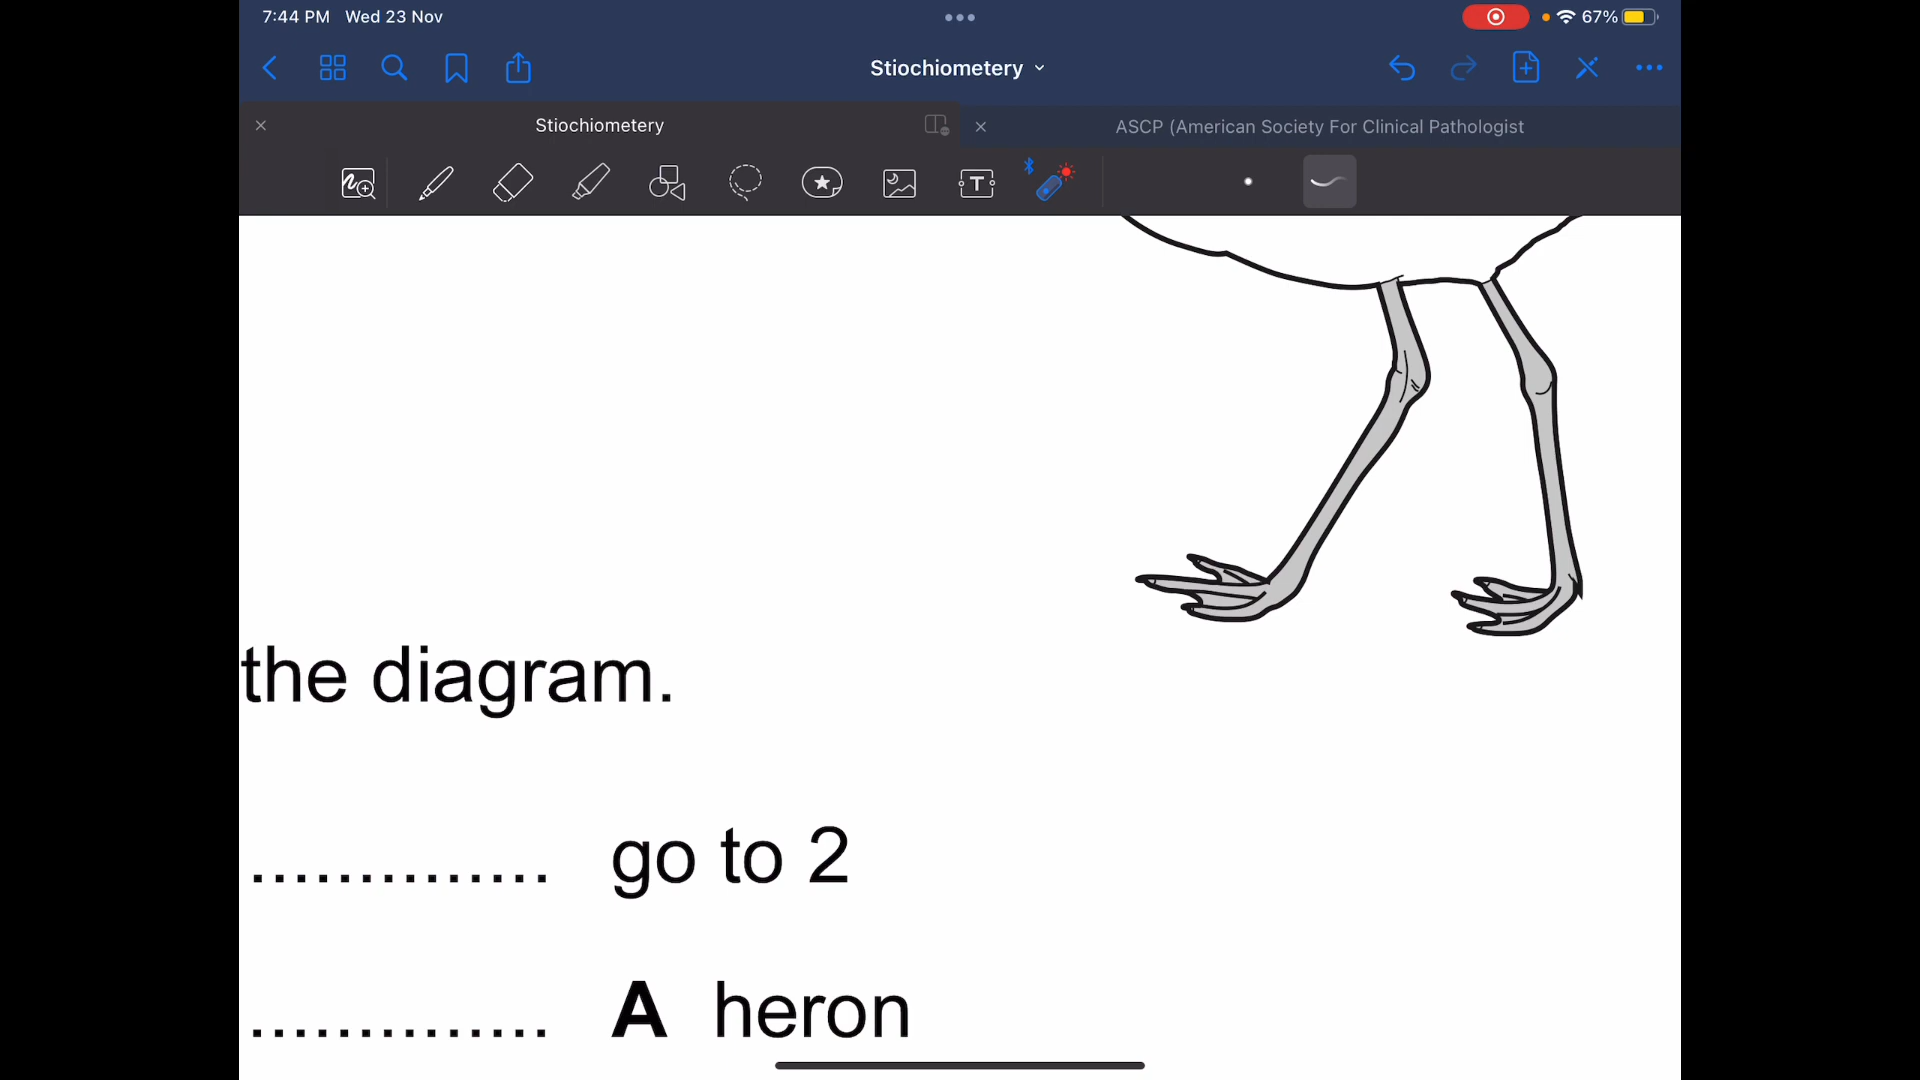 7:44 PM Wed 23 Nov
67%
Stiochiometery
Stiochiometery
ASCP (American Society For Clinical Pathologist
T
the diagram.
.............. go to 2
.............. A heron